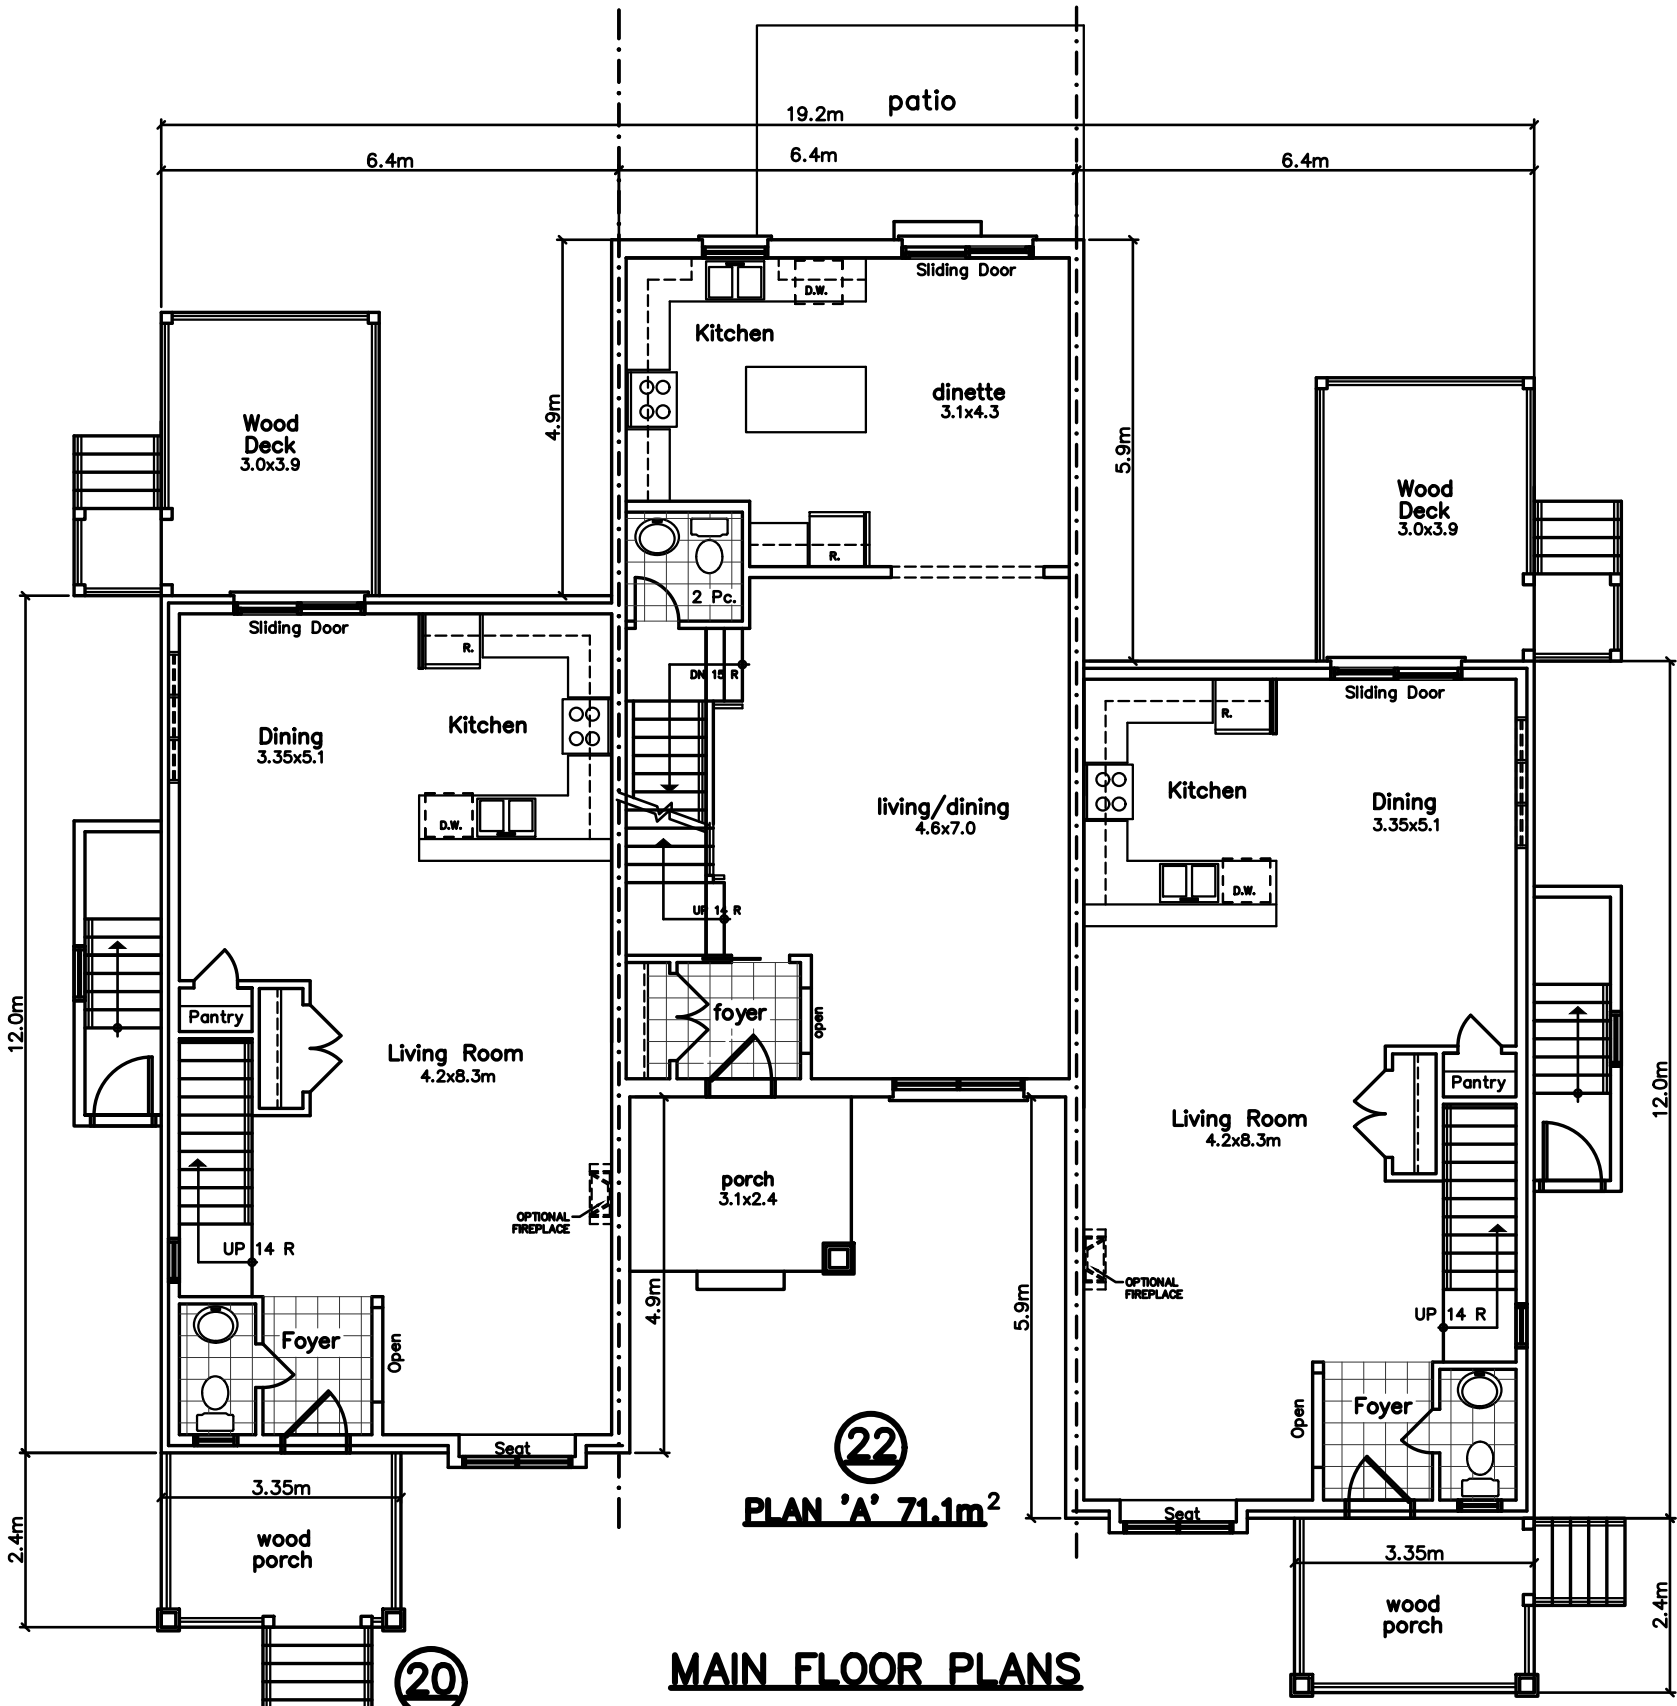 patio
19.2m
6.4m
6.4m
6.4m
Sliding Door
D.W.
Kitchen
dinette
3.1x4.3
4.9m
5.9m
Wood
Deck
3.0x3.9
Wood
Deck
3.0x3.9
R.
2 Pc.
Sliding Door
R.
DN 15 R
Sliding Door
R.
Kitchen
Dining
3.35x5.1
Kitchen
Dining
3.35x5.1
living/dining
4.6x7.0
D.W.
D.W.
UP 14 R
12.0m
Pantry
foyer
open
Living Room
4.2x8.3m
Pantry
12.0m
Living Room
4.2x8.3m
porch
3.1x2.4
OPTIONAL
FIREPLACE
UP 14 R
OPTIONAL
FIREPLACE
4.9m
5.9m
UP 14 R
Foyer
Open
Foyer
Open
Seat
22
PLAN 'A' 71.1m2
Seat
3.35m
2.4m
wood
porch
3.35m
2.4m
wood
porch
20
MAIN FLOOR PLANS